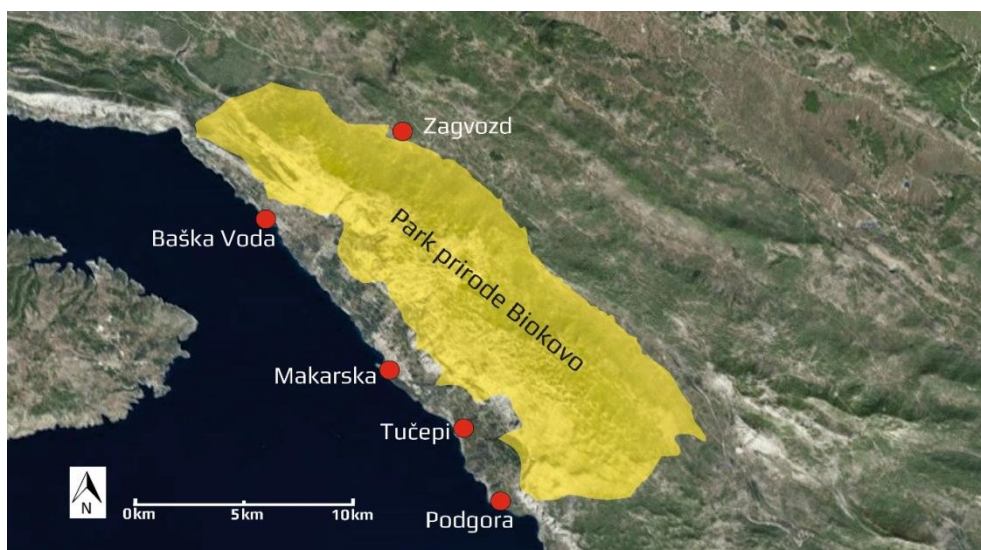 Zagvozd
Baška Voda
Park prirode Biokovo
Makarska
Tučepi
Podgora
N
0km 5km 10km